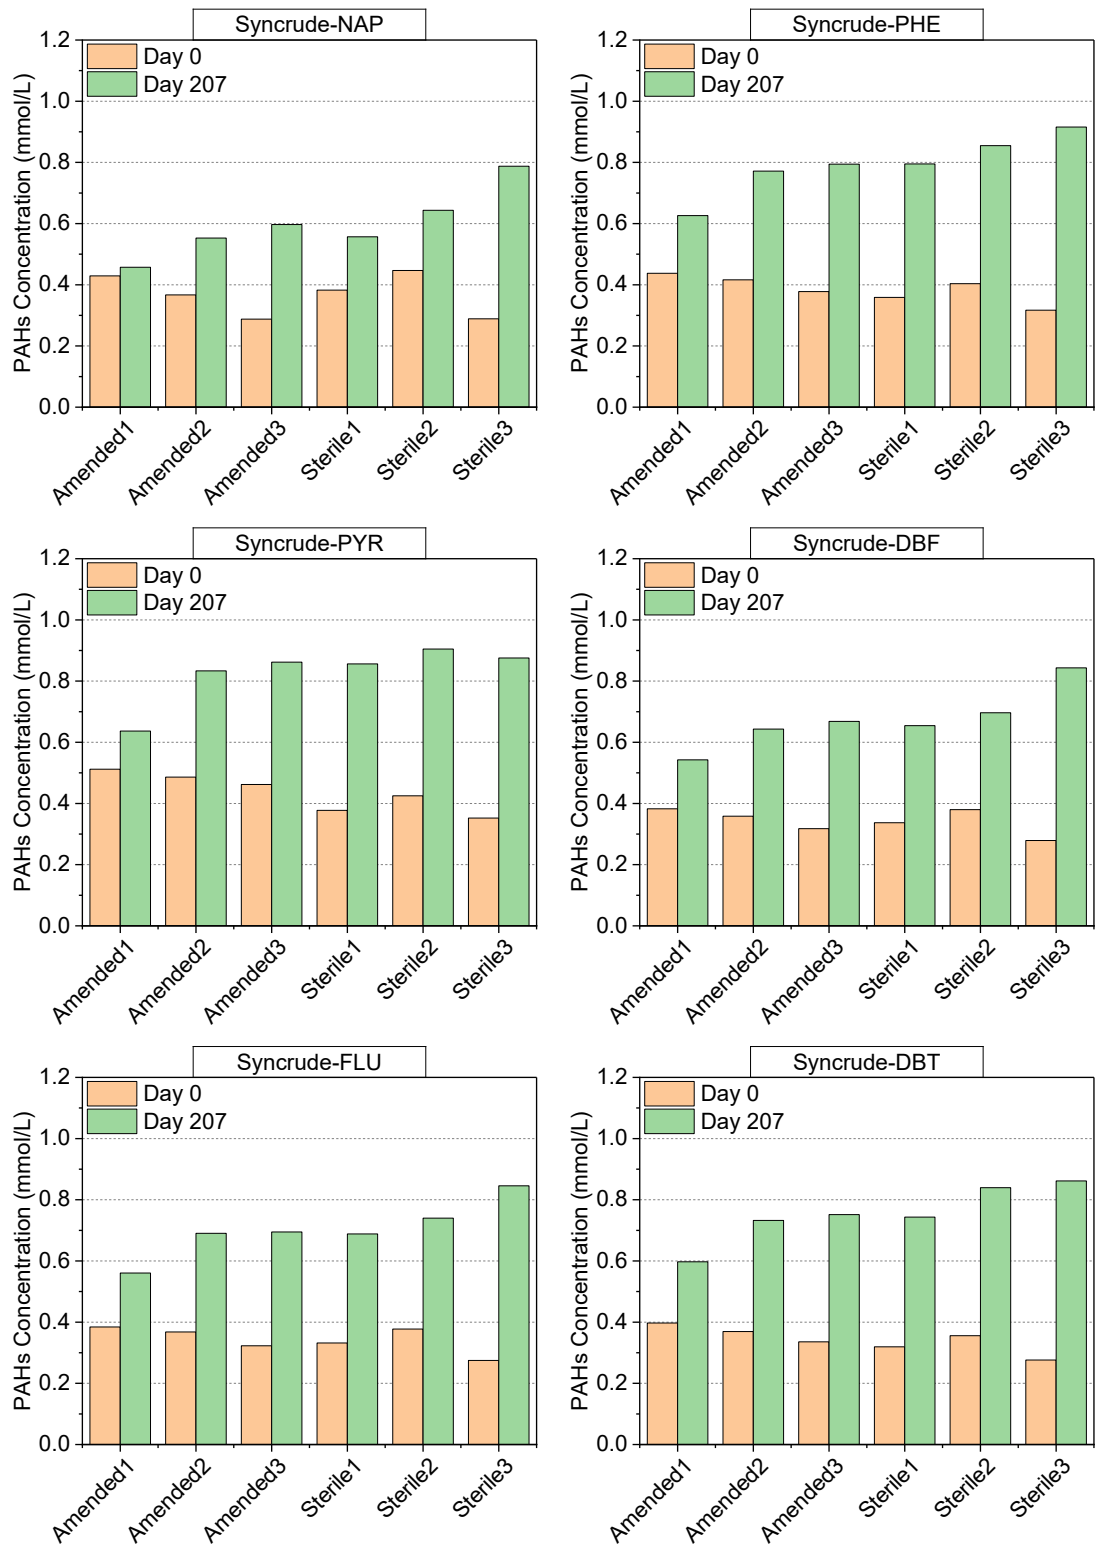 Syncrude-NAP
Day 0
Day 207
PAHs Concentration (mmol/L)
1.2
1.0
0.8
0.6
0.4
0.2
0.0
Amended1
Amended2
Amended3
Sterile1
Sterile2
Sterile3
Syncrude-PHE
Day 0
Day 207
PAHs Concentration (mmol/L)
1.2
1.0
0.8
0.6
0.4
0.2
0.0
Amended1
Amended2
Amended3
Sterile1
Sterile2
Sterile3
Syncrude-PYR
Day 0
Day 207
PAHs Concentration (mmol/L)
1.2
1.0
0.8
0.6
0.4
0.2
0.0
Amended1
Amended2
Amended3
Sterile1
Sterile2
Sterile3
Syncrude-DBF
Day 0
Day 207
PAHs Concentration (mmol/L)
1.2
1.0
0.8
0.6
0.4
0.2
0.0
Amended1
Amended2
Amended3
Sterile1
Sterile2
Sterile3
Syncrude-FLU
Day 0
Day 207
PAHs Concentration (mmol/L)
1.2
1.0
0.8
0.6
0.4
0.2
0.0
Amended1
Amended2
Amended3
Sterile1
Sterile2
Sterile3
Syncrude-DBT
Day 0
Day 207
PAHs Concentration (mmol/L)
1.2
1.0
0.8
0.6
0.4
0.2
0.0
Amended1
Amended2
Amended3
Sterile1
Sterile2
Sterile3